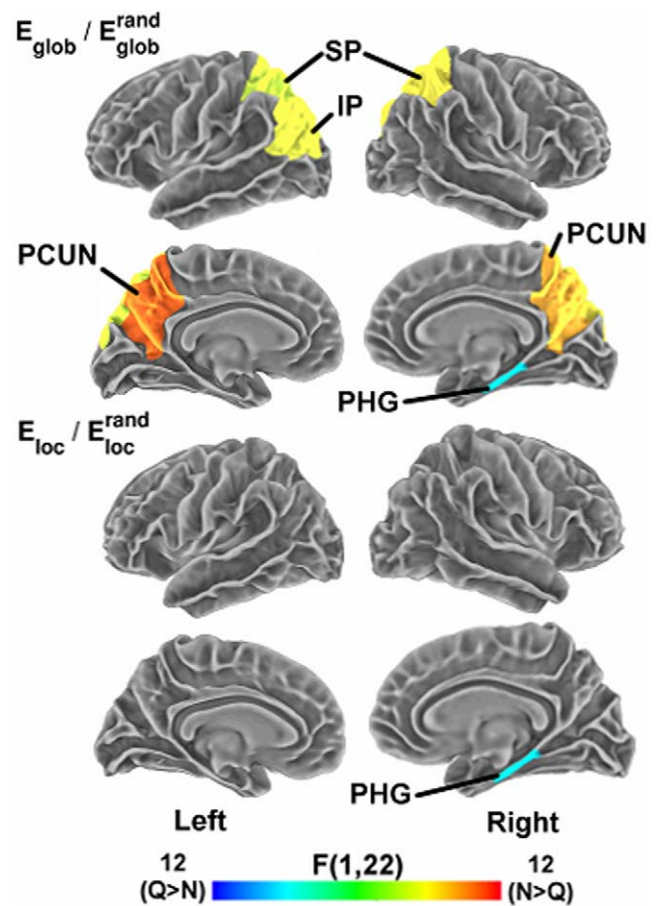 E_glob / E_glob^rand
SP
IP
PCUN
PCUN
PHG
E_loc / E_loc^rand
PHG
Left Right
12 F(1,22) 12
(Q>N) (N>Q)